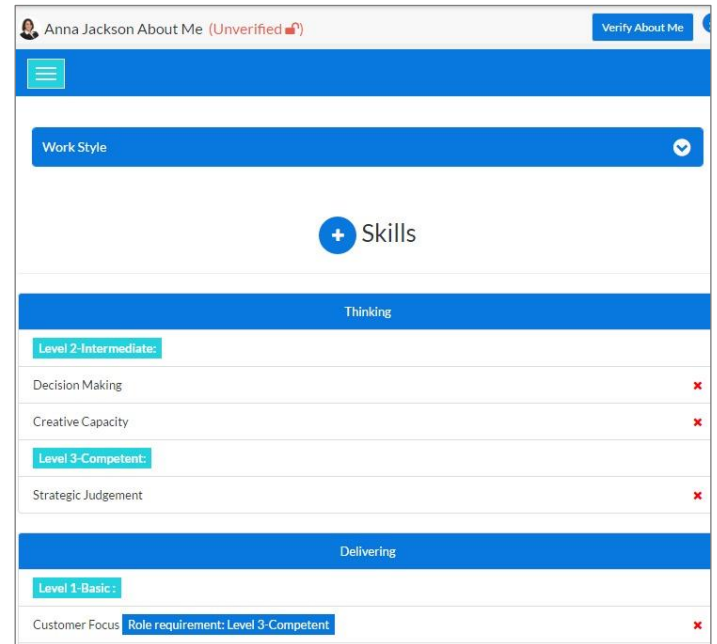 Anna Jackson About Me (Unverified)
Verify About Me
Work Style
Skills
Thinking
Level 2-Intermediate:
Decision Making
Creative Capacity
Level 3-Competent:
Strategic Judgement
Delivering
Level 1-Basic :
Customer Focus Role requirement: Level 3-Competent